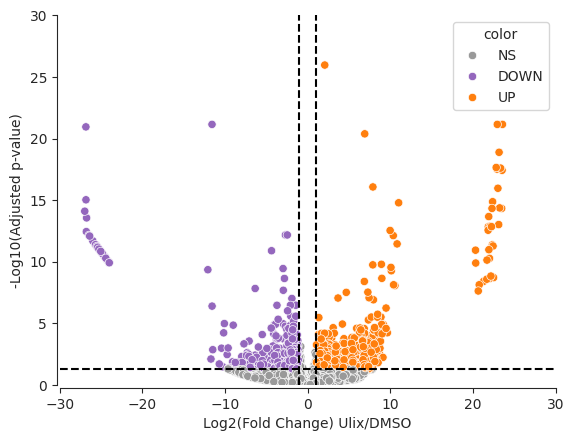 30
25
20
15
10
5
0
-Log10(Adjusted p-value)
color
NS
DOWN
UP
−30
−20
−10
0
10
20
30
Log2(Fold Change) Ulix/DMSO